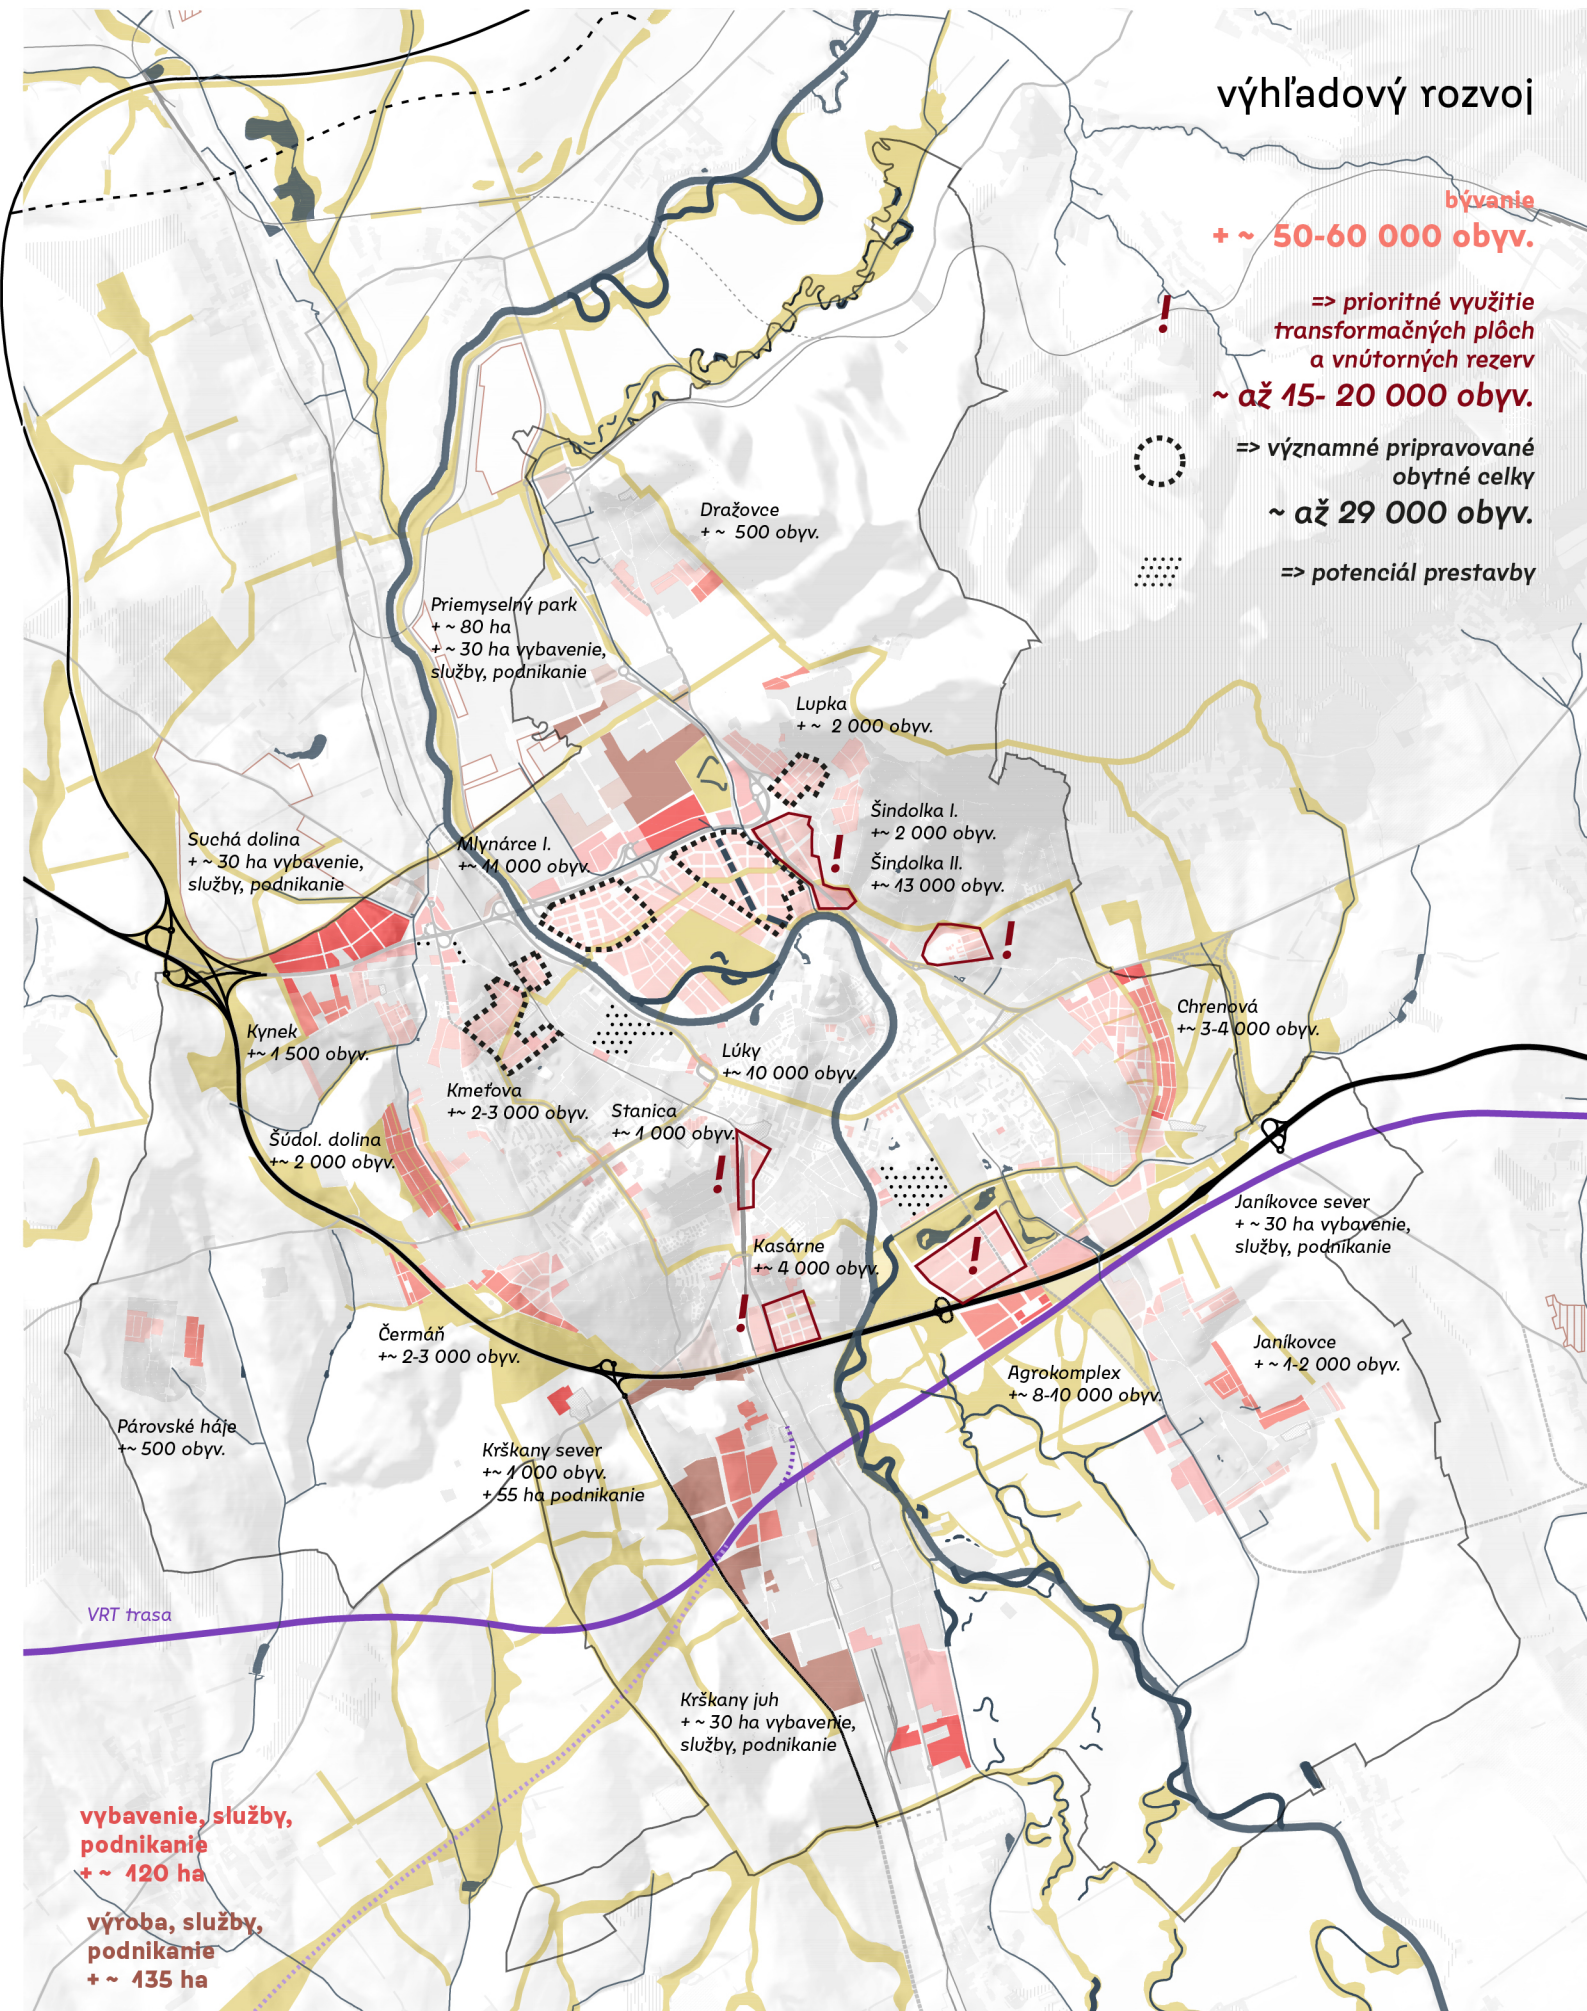 výhľadový rozvoj
bývanie
+ ~ 50-60 000 obyv.
!
=> prioritné využitie
transformačných plôch
a vnútorných rezerv
~ až 15- 20 000 obyv.
=> významné pripravované
obytné celky
~ až 29 000 obyv.
=> potenciál prestavby
Dražovce
+ ~ 500 obyv.
Priemyselný park
+ ~ 80 ha
+ ~ 30 ha vybavenie,
služby, podnikanie
Lupka
+ ~ 2 000 obyv.
Šindolka I.
+~ 2 000 obyv.
!
Šindolka II.
+~ 13 000 obyv.
Suchá dolina
+ ~ 30 ha vybavenie,
služby, podnikanie
Mlynárce I.
+~ 11 000 obyv.
!
Chrenová
+~ 3-4 000 obyv.
Kynek
+~ 1 500 obyv.
Lúky
+~ 10 000 obyv.
Kmeťova
+~ 2-3 000 obyv.
Stanica
+~ 1 000 obyv.
!
Šúdol. dolina
+~ 2 000 obyv.
Janíkovce sever
+ ~ 30 ha vybavenie,
služby, podnikanie
Kasárne
+~ 4 000 obyv.
!
!
Čermáň
+~ 2-3 000 obyv.
Janíkovce
+ ~ 1-2 000 obyv.
Agrokomplex
+~ 8-10 000 obyv.
Párovské háje
+~ 500 obyv.
Krškany sever
+~ 1 000 obyv.
+ 55 ha podnikanie
VRT trasa
Krškany juh
+ ~ 30 ha vybavenie,
služby, podnikanie
vybavenie, služby,
podnikanie
+ ~ 120 ha
výroba, služby,
podnikanie
+ ~ 135 ha